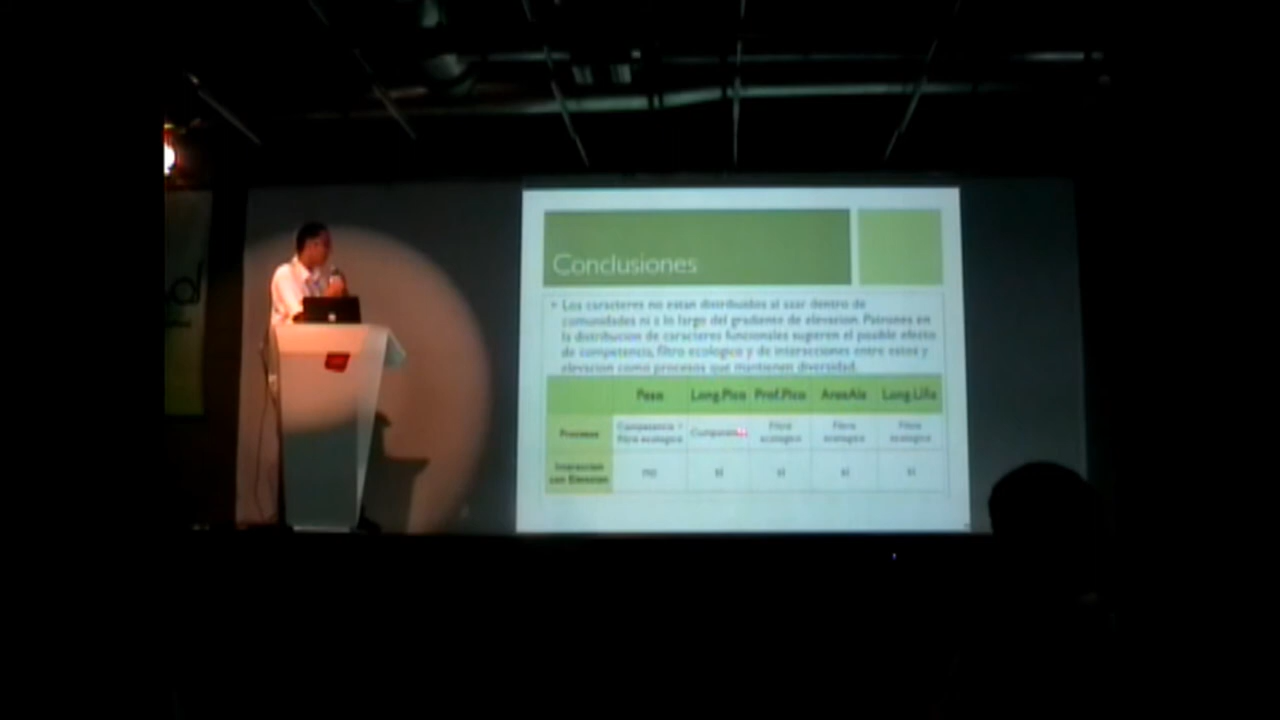 Conclusiones
Los caracteres no estan distribuidos al azar dentro de
comunidades ni a lo largo del gradiente de elevacion. Patrones en
la distribucion de caracteres funcionales sugieren el posible efecto
de competencia, filtro ecologico y de interacciones entre estos y
elevacion como procesos que mantienen diversidad.
Peso Long.Pico Prof.Pico AreaAla Long.Uña
Procesos Competencia Filtro ecologico Filtro ecologico Filtro ecologico Filtro ecologico
Interaccion con Elevacion no si si si si